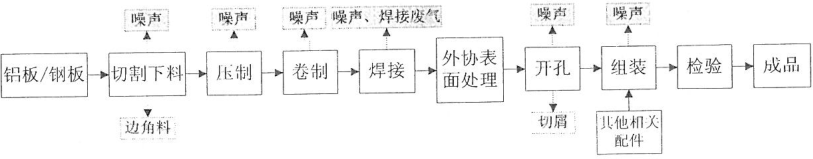 噪声
噪声
噪声
噪声、焊接废气
噪声
噪声
铝板/钢板
切割下料
压制
卷制
焊接
外协表
面处理
开孔
组装
检验
成品
边角料
切屑
其他相关
配件